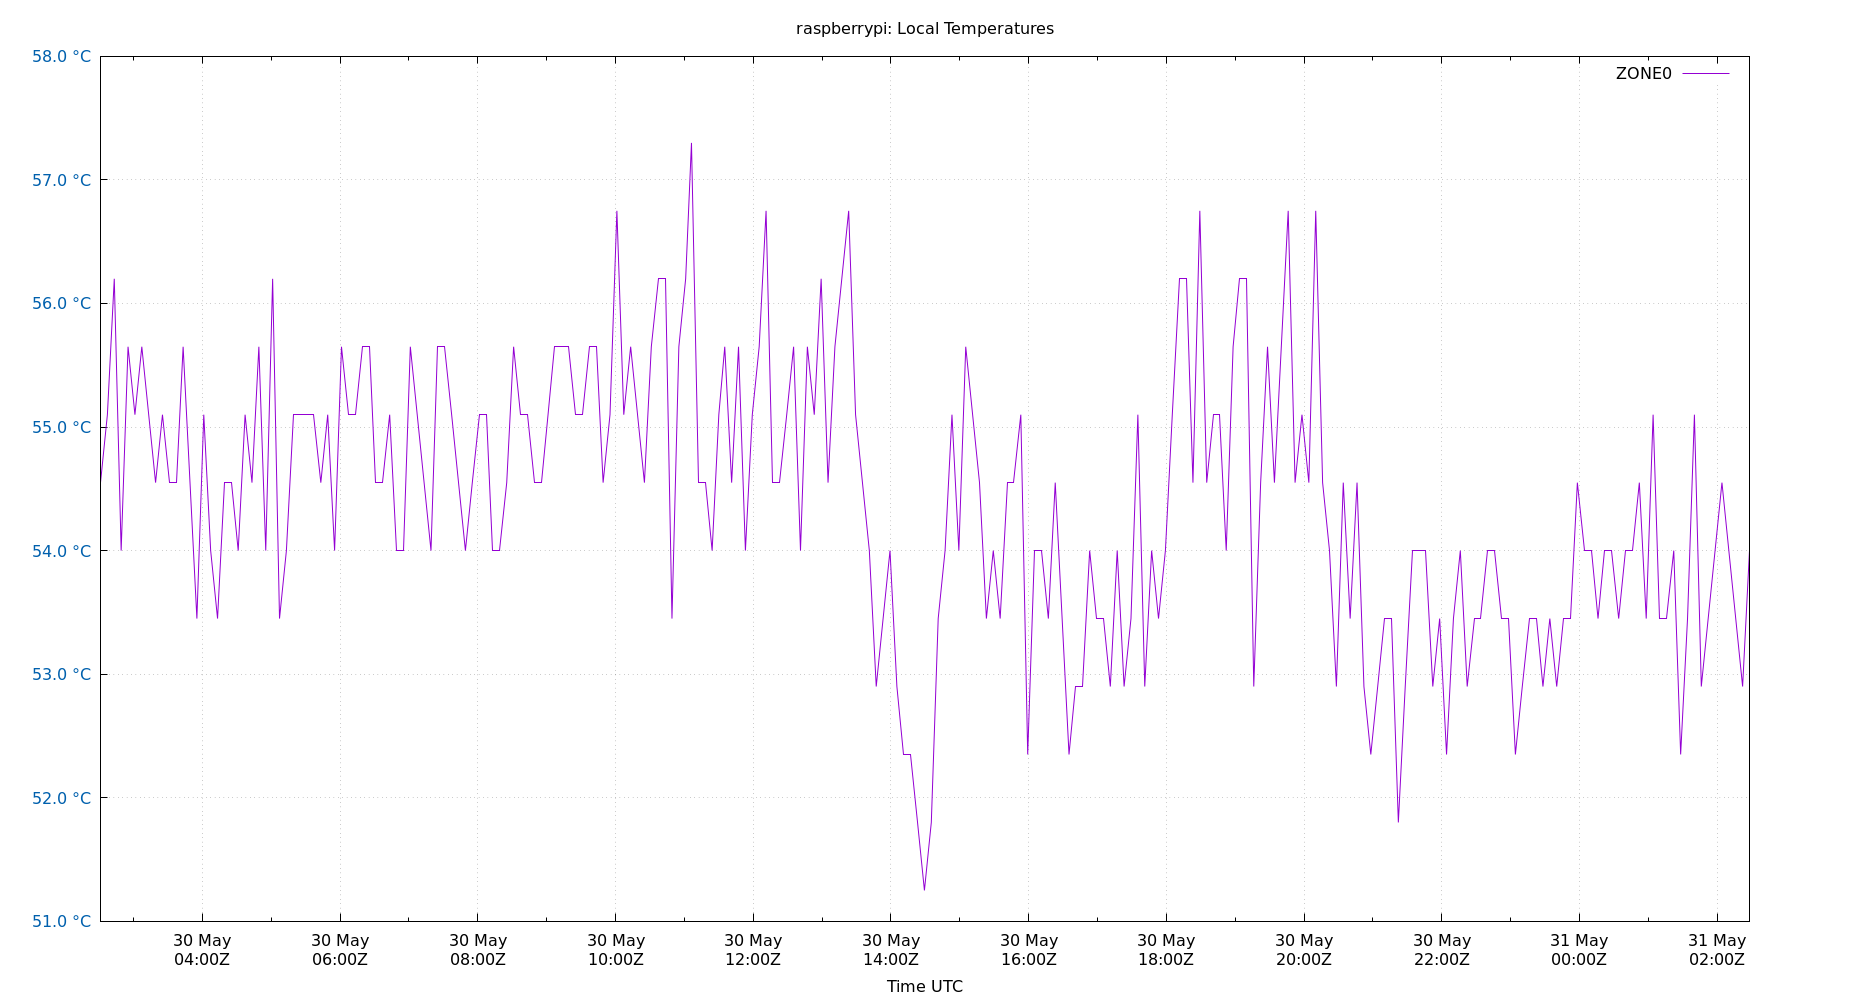 raspberrypi: Local Temperatures
58.0 °C
ZONE0
57.0 °C
56.0 °C
55.0 °C
54.0 °C
53.0 °C
52.0 °C
51.0 °C
30 May 30 May 30 May 30 May 30 May 30 May 30 May 30 May 30 May 30 May 31 May 31 May
04:00Z 06:00Z 08:00Z 10:00Z 12:00Z 14:00Z 16:00Z 18:00Z 20:00Z 22:00Z 00:00Z 02:00Z
Time UTC